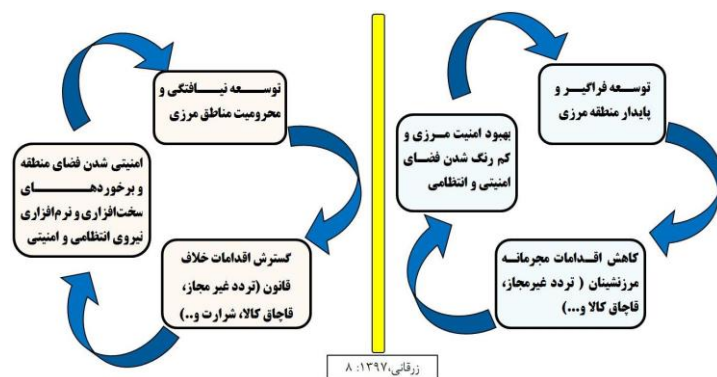 توسعه فراگیر و
پایدار منطقه مرزی
کاهش اقدامات مجرمانه
مرزنشینان ( تردد غیرمجاز،
قاچاق کالا و...)
بهبود امنیت مرزی و
کم رنگ شدن فضای
امنیتی و انتظامی
توسعه نیافتگی و
محرومیت مناطق مرزی
گسترش اقدامات خلاف
قانون (تردد غیر مجاز،
قاچاق کالا، شرارت و..)
امنیتی شدن فضای منطقه
و برخوردهای
سخت‌افزاری و نرم‌افزاری
نیروی انتظامی و امنیتی
زرقانی،۱۳۹۷: ۸